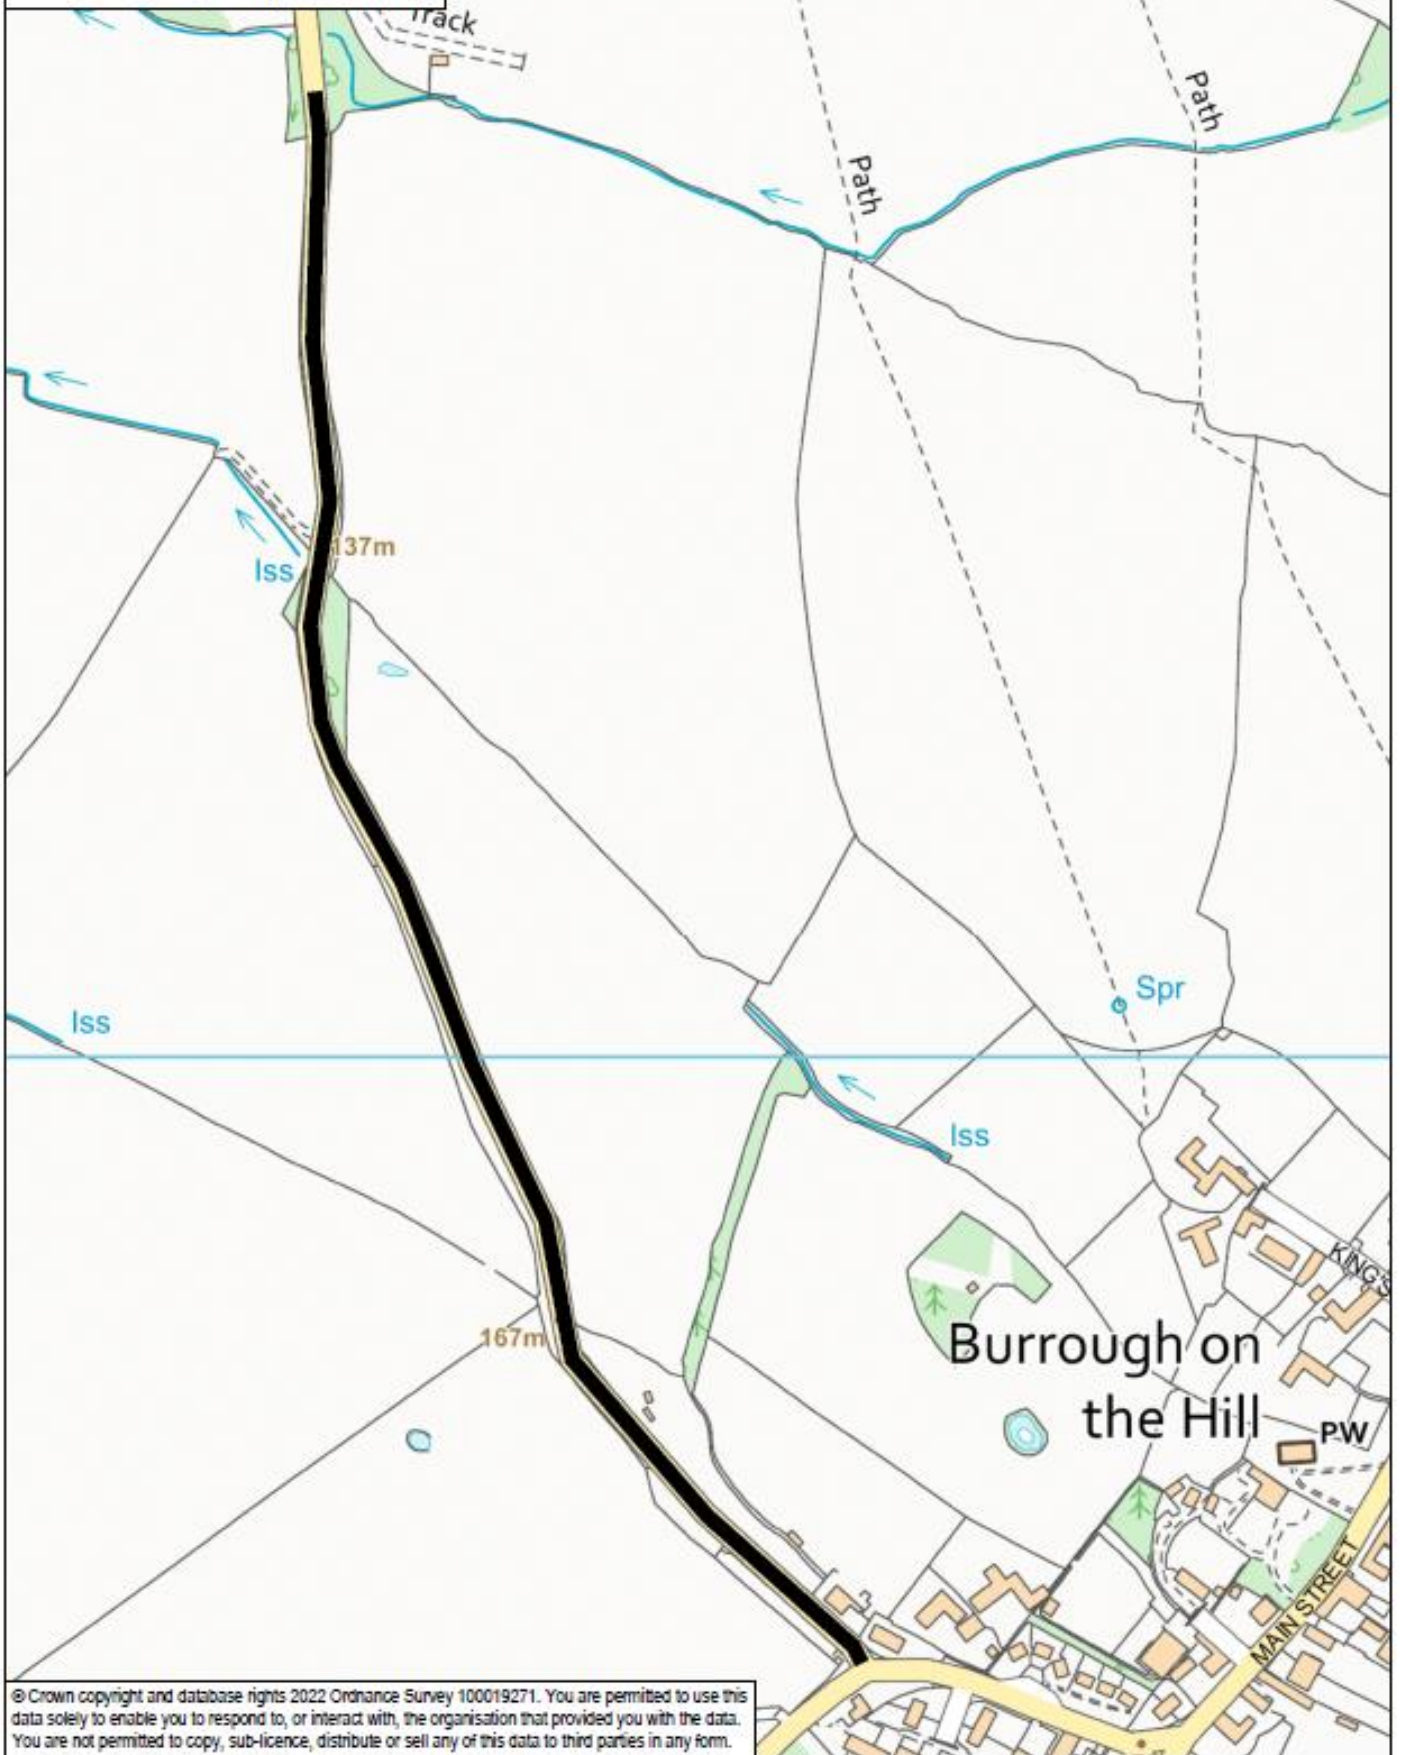 Track
Path
Path
137m
Iss
Spr
Iss
Iss
KING'S
167m
Burrough on
the Hill
PW
MAIN STREET
© Crown copyright and database rights 2022 Ordnance Survey 100019271. You are permitted to use this
data solely to enable you to respond to, or interact with, the organisation that provided you with the data.
You are not permitted to copy, sub-licence, distribute or sell any of this data to third parties in any form.